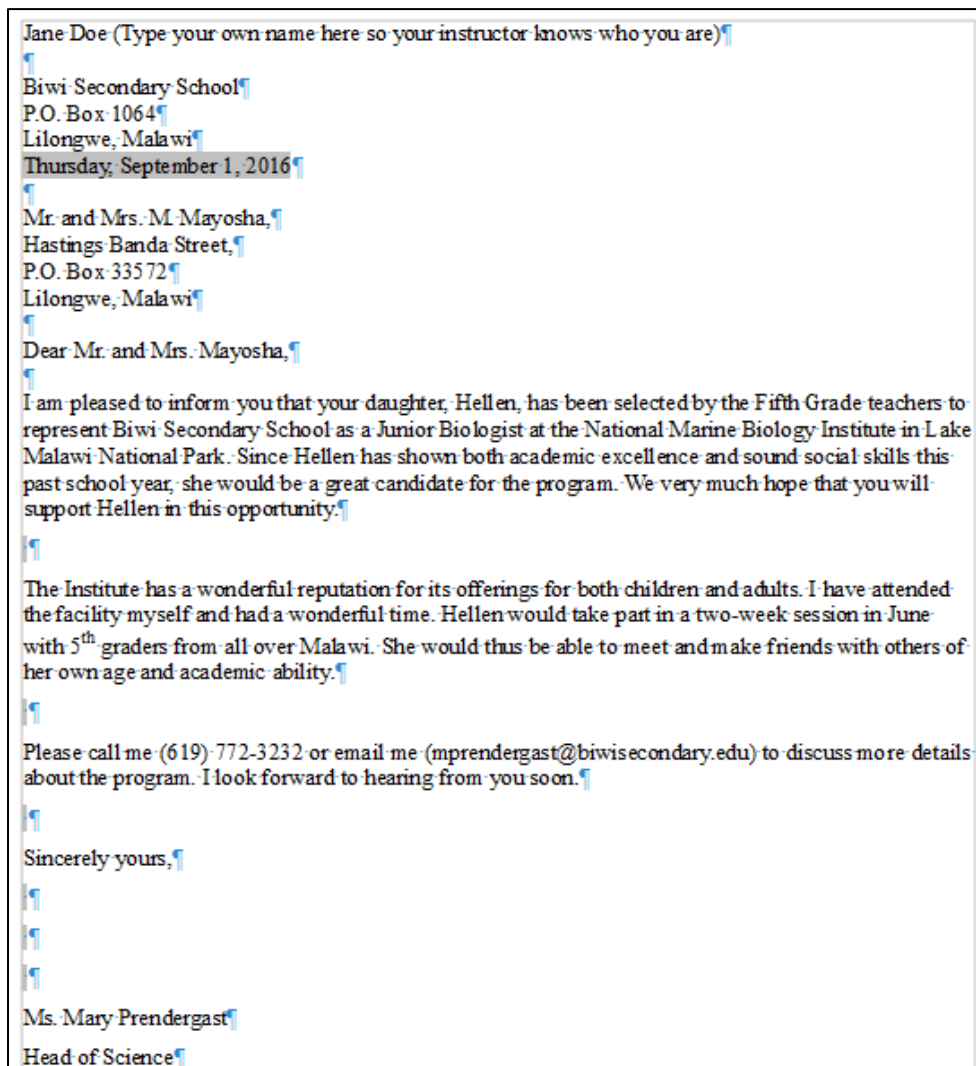 Jane Doe (Type your own name here so your instructor knows who you are)¶
¶
Biwi Secondary School¶
P.O. Box 1064¶
Lilongwe, Malawi¶
Thursday, September 1, 2016¶
¶
Mr. and Mrs. M. Mayosha,¶
Hastings Banda Street,¶
P.O. Box 33572¶
Lilongwe, Malawi¶
¶
Dear Mr. and Mrs. Mayosha,¶
¶
I am pleased to inform you that your daughter, Hellen, has been selected by the Fifth Grade teachers to
represent Biwi Secondary School as a Junior Biologist at the National Marine Biology Institute in Lake
Malawi National Park. Since Hellen has shown both academic excellence and sound social skills this
past school year, she would be a great candidate for the program. We very much hope that you will
support Hellen in this opportunity.¶
¶
The Institute has a wonderful reputation for its offerings for both children and adults. I have attended
the facility myself and had a wonderful time. Hellen would take part in a two-week session in June
with 5th graders from all over Malawi. She would thus be able to meet and make friends with others of
her own age and academic ability.¶
¶
Please call me (619) 772-3232 or email me (mprendergast@biwisecondary.edu) to discuss more details
about the program. I look forward to hearing from you soon.¶
¶
Sincerely yours,¶
¶
¶
¶
Ms. Mary Prendergast¶
Head of Science¶